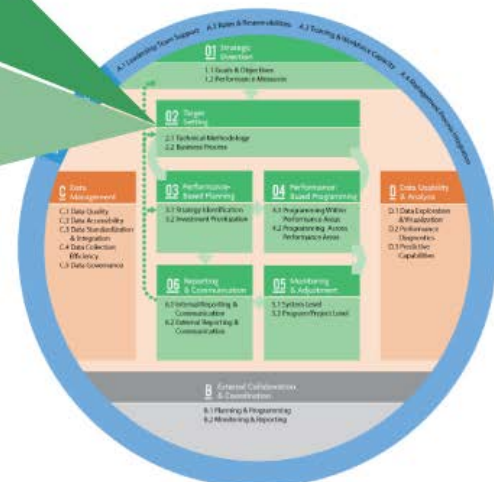 A.1 Leadership Team Support
A.2 Roles & Responsibilities
A.3 Training & Workforce Capacity
A.4 Management Process Integration
01 Strategic
Direction
1.1 Goals & Objectives
1.2 Performance Measures
02 Target
Setting
2.1 Technical Methodology
2.2 Business Process
C Data
Management
C.1 Data Quality
C.2 Data Accessibility
C.3 Data Standardization
& Integration
C.4 Data Collection
Efficiency
C.5 Data Governance
03 Performance-
Based Planning
3.1 Strategy Identification
3.2 Investment Prioritization
04 Performance-
Based Programming
4.1 Programming Within
Performance Areas
4.2 Programming Across
Performance Areas
D Data Usability
& Analysis
D.1 Data Exploration
& Visualization
D.2 Performance
Diagnostics
D.3 Predictive
Capabilities
06 Reporting
& Communication
6.1 Internal Reporting &
Communication
6.2 External Reporting &
Communication
05 Monitoring
& Adjustment
5.1 System Level
5.2 Program/Project Level
B External Collaboration
& Coordination
B.1 Planning & Programming
B.2 Monitoring & Reporting